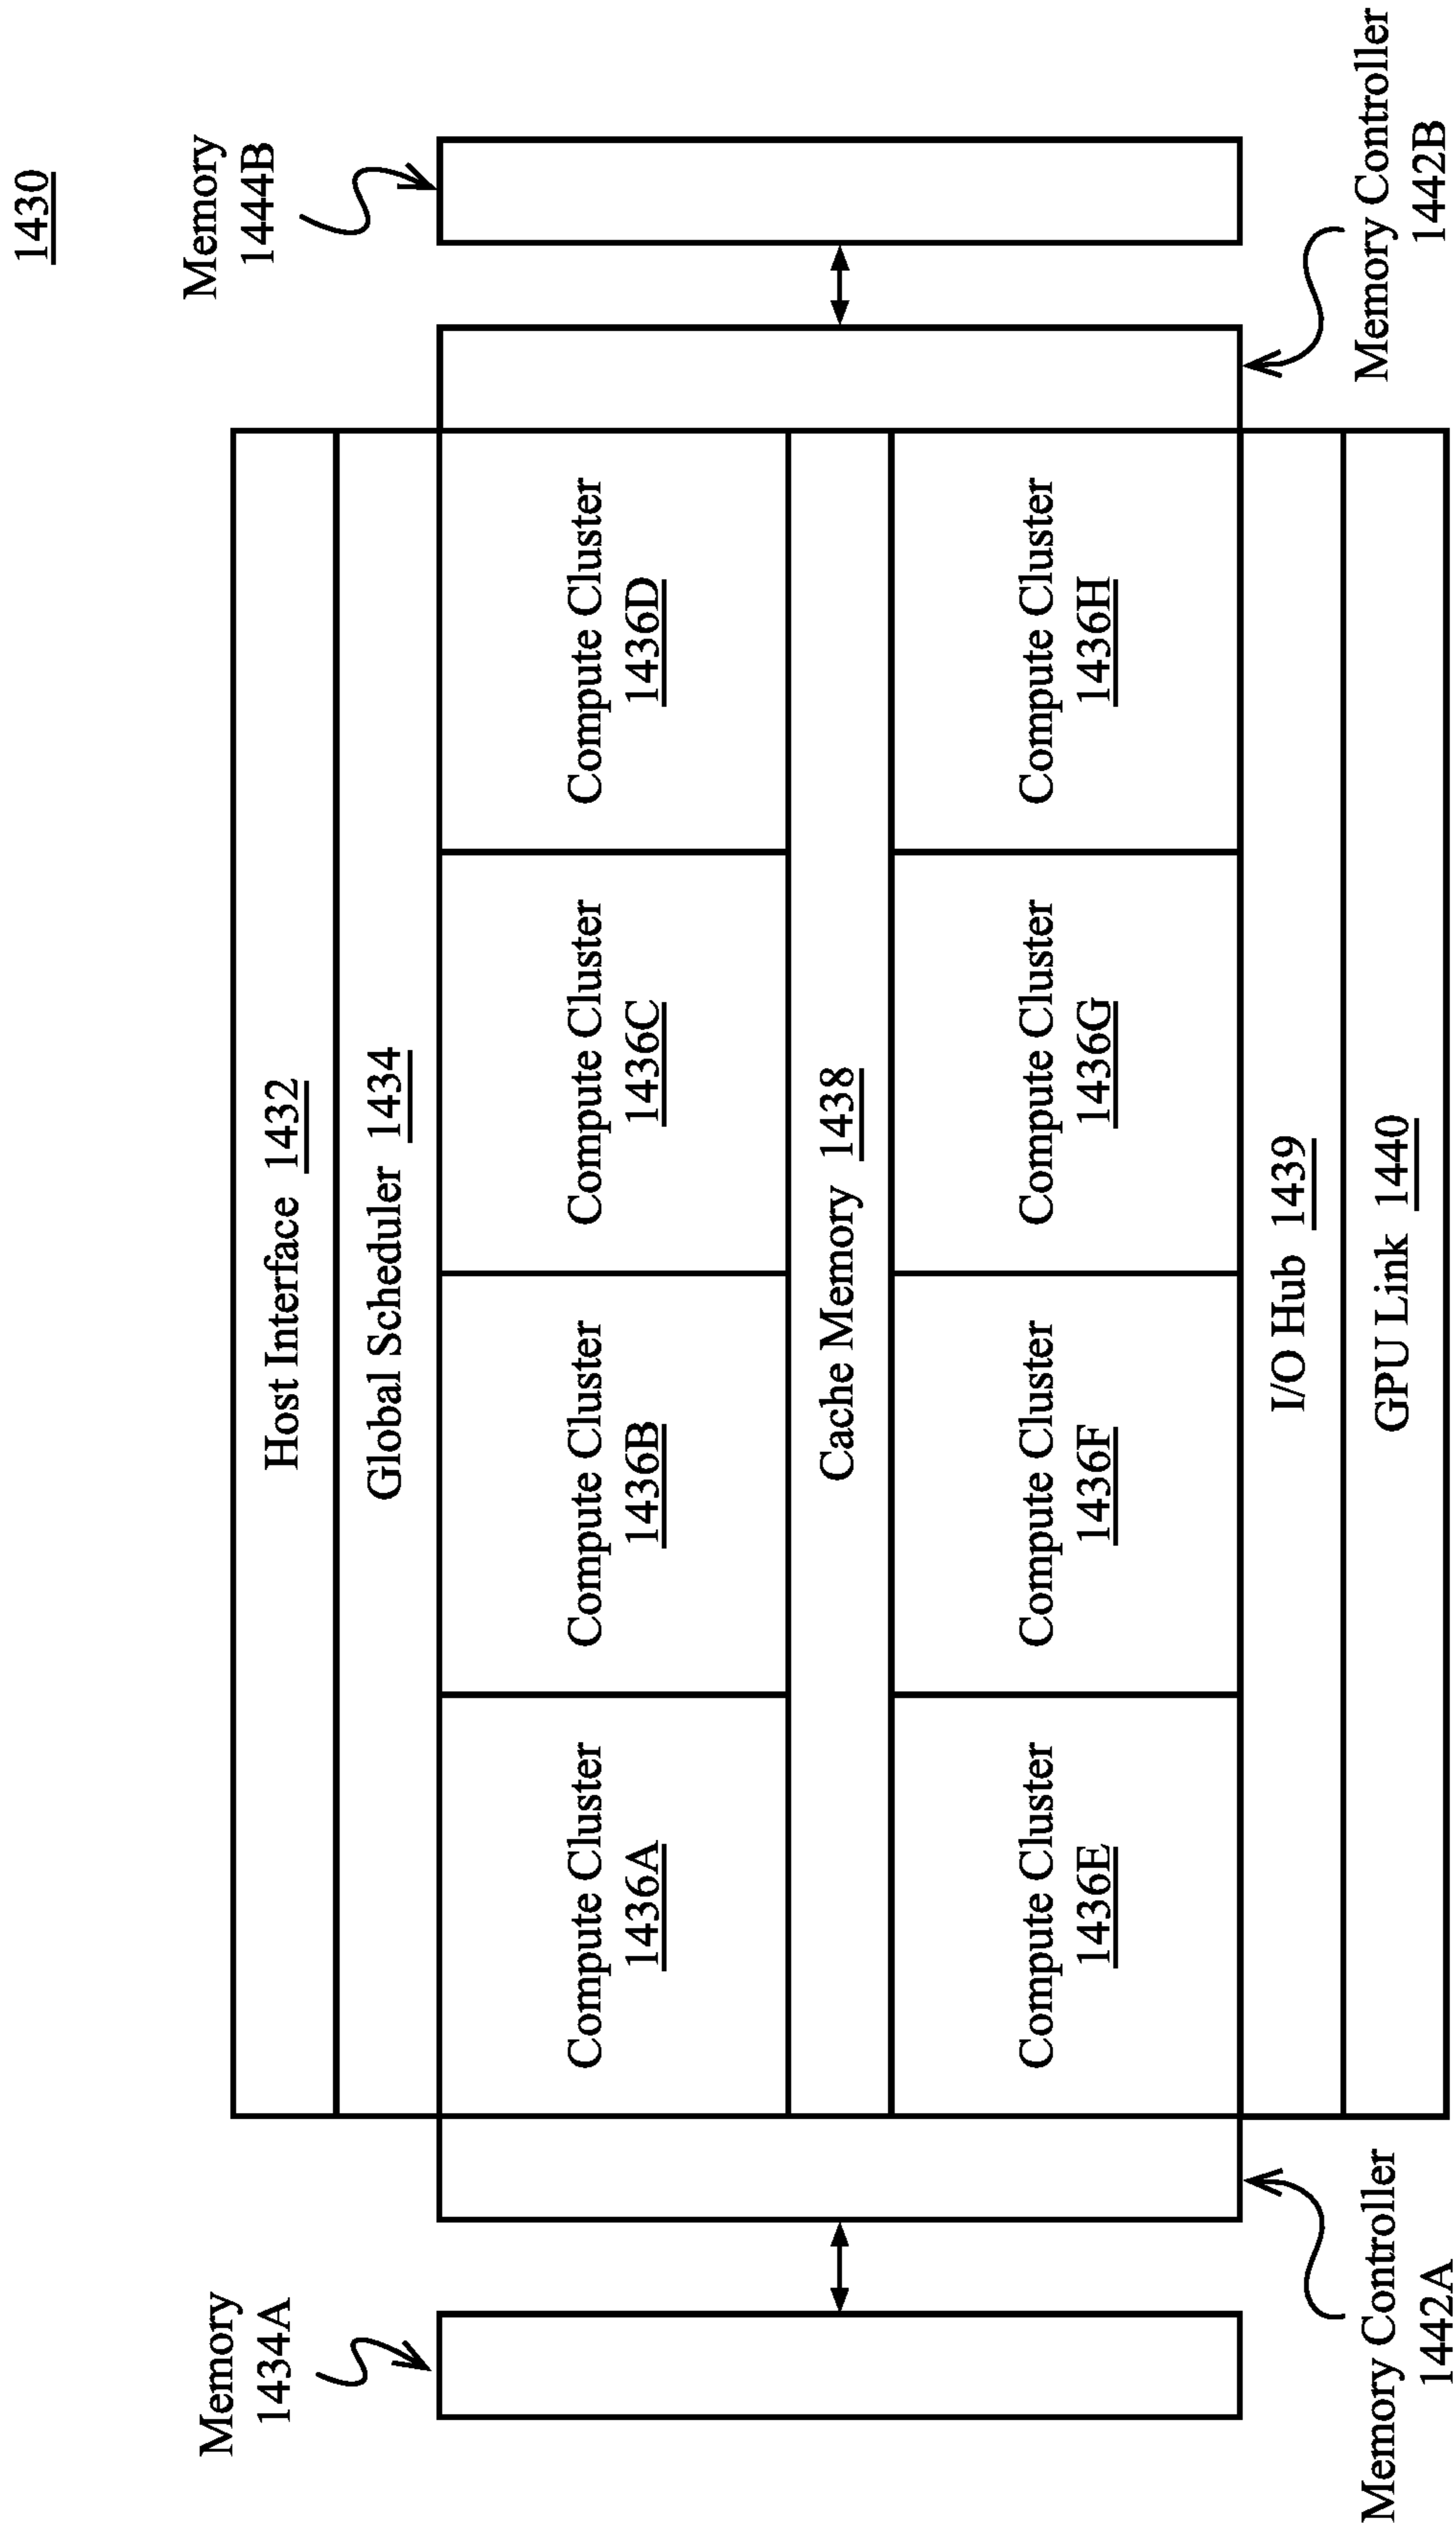 1430
Memory
1434A
Memory
1444B
Host Interface 1432
Global Scheduler 1434
Compute Cluster
1436A
Compute Cluster
1436B
Compute Cluster
1436C
Compute Cluster
1436D
Cache Memory 1438
Compute Cluster
1436E
Compute Cluster
1436F
Compute Cluster
1436G
Compute Cluster
1436H
I/O Hub 1439
GPU Link 1440
Memory Controller
1442A
Memory Controller
1442B